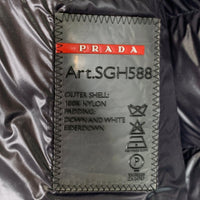 PRADA
Art.SGH588
OUTER SHELL:
100% NYLON
PADDING:
DOWN AND WHITE
EIDERDOWN
P